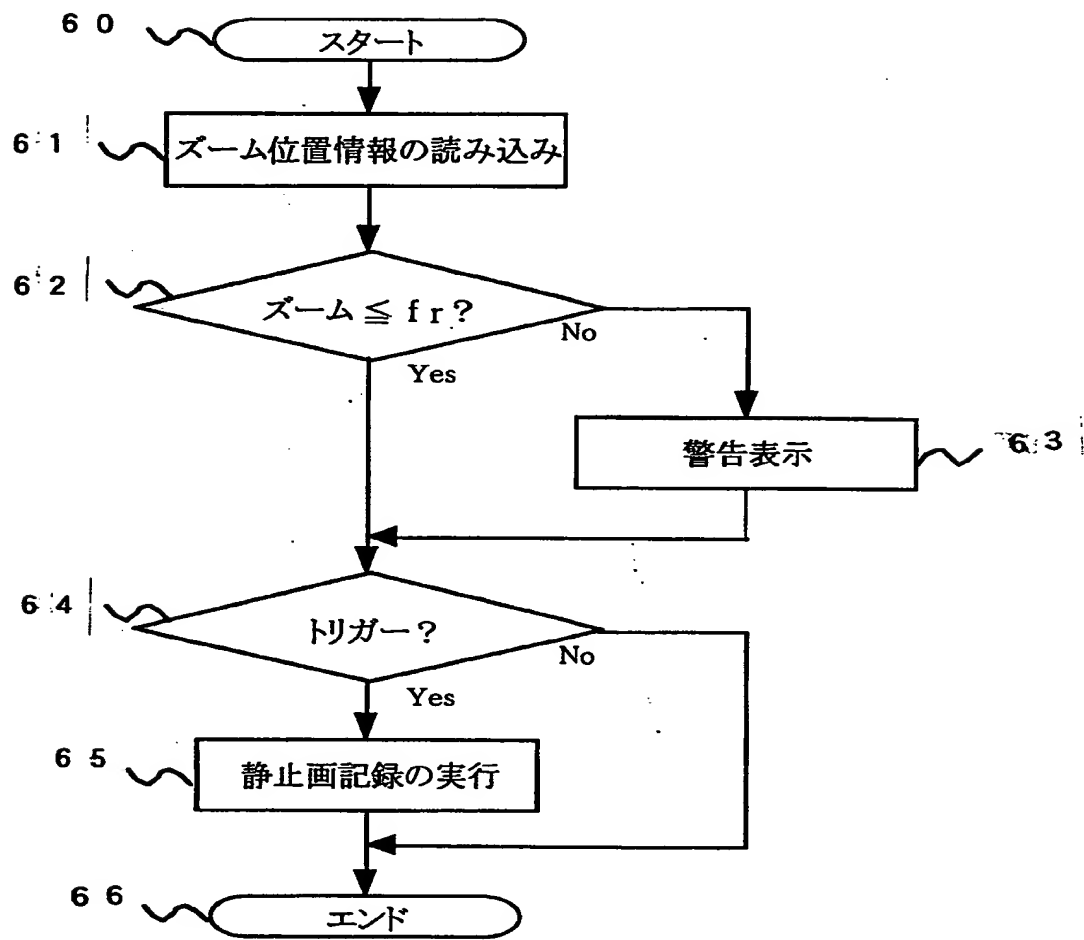 60
スタート
61
ズーム位置情報の読み込み
62
ズーム ≦ fr?
No
Yes
警告表示
63
64
トリガー?
No
Yes
65
静止画記録の実行
66
エンド